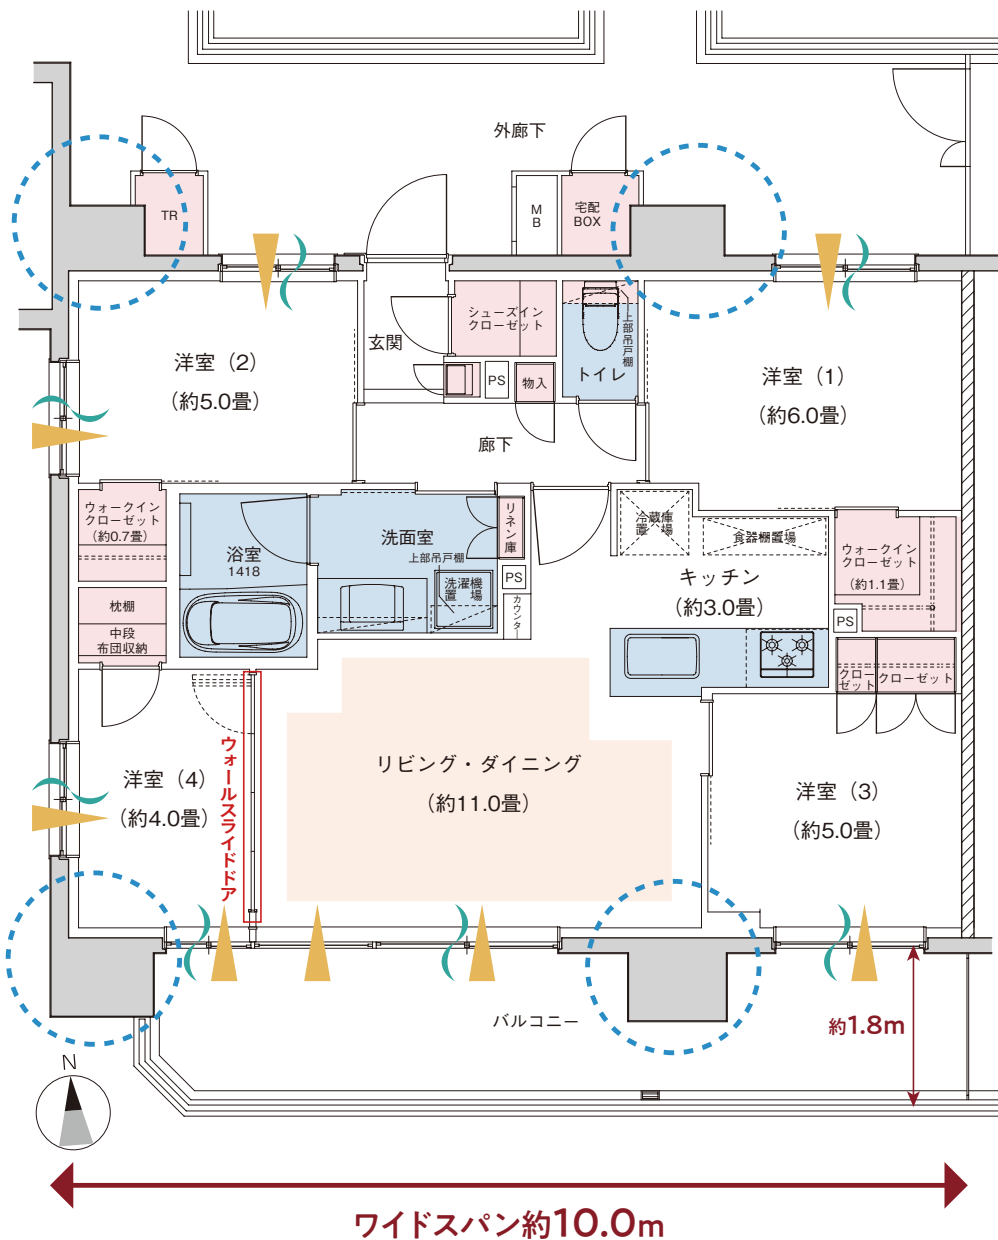 外廊下
TR
MB
宅配
BOX
シューズイン
クローゼット
上部吊戸棚
玄関
PS
物入
トイレ
洋室（2）
（約5.0畳）
洋室（1）
（約6.0畳）
廊下
ウォークイン
クローゼット
（約0.7畳）
浴室
1418
洗面室
上部吊戸棚
リネン庫
洗濯機
置場
PS
カウンター
冷蔵庫
置場
食器棚置場
キッチン
（約3.0畳）
ウォークイン
クローゼット
（約1.1畳）
PS
枕棚
中段
布団収納
クロー
ゼット
クローゼット
洋室（4）
（約4.0畳）
ウォールスライドドア
リビング・ダイニング
（約11.0畳）
洋室（3）
（約5.0畳）
バルコニー
約1.8m
N
ワイドスパン約10.0m